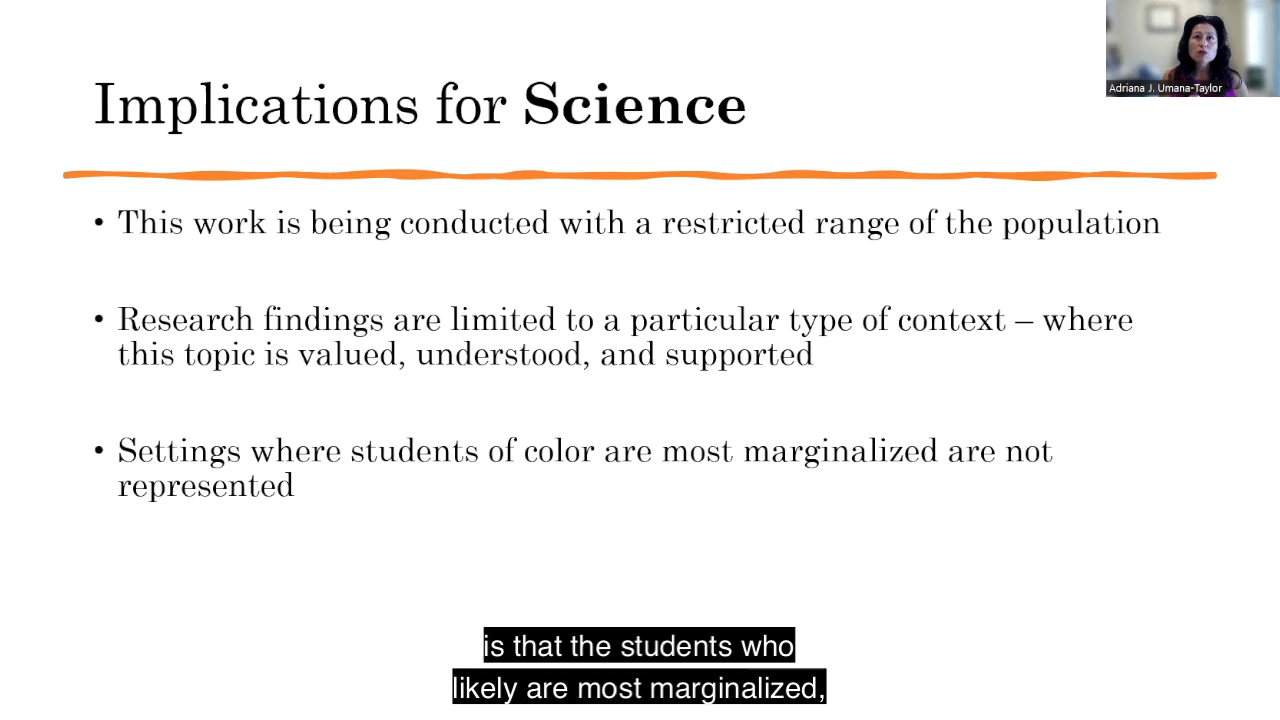 Adriana J. Umana-Taylor
Implications for Science
• This work is being conducted with a restricted range of the population
• Research findings are limited to a particular type of context – where
this topic is valued, understood, and supported
• Settings where students of color are most marginalized are not
represented
is that the students who
likely are most marginalized,